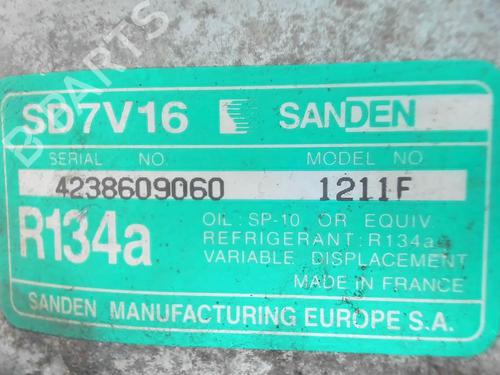 B-PARTS
SD7V16 SANDEN
SERIAL NO. MODEL NO.
4238609060 1211F
R134a
OIL:SP-10 OR EQUIV.
REFRIGERANT:R134a
VARIABLE DISPLACEMENT
MADE IN FRANCE
SANDEN MANUFACTURING EUROPE S.A.